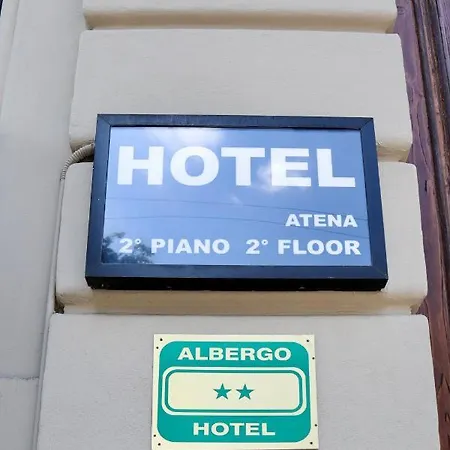 HOTEL
ATENA
2° PIANO 2° FLOOR
ALBERGO
★★
HOTEL